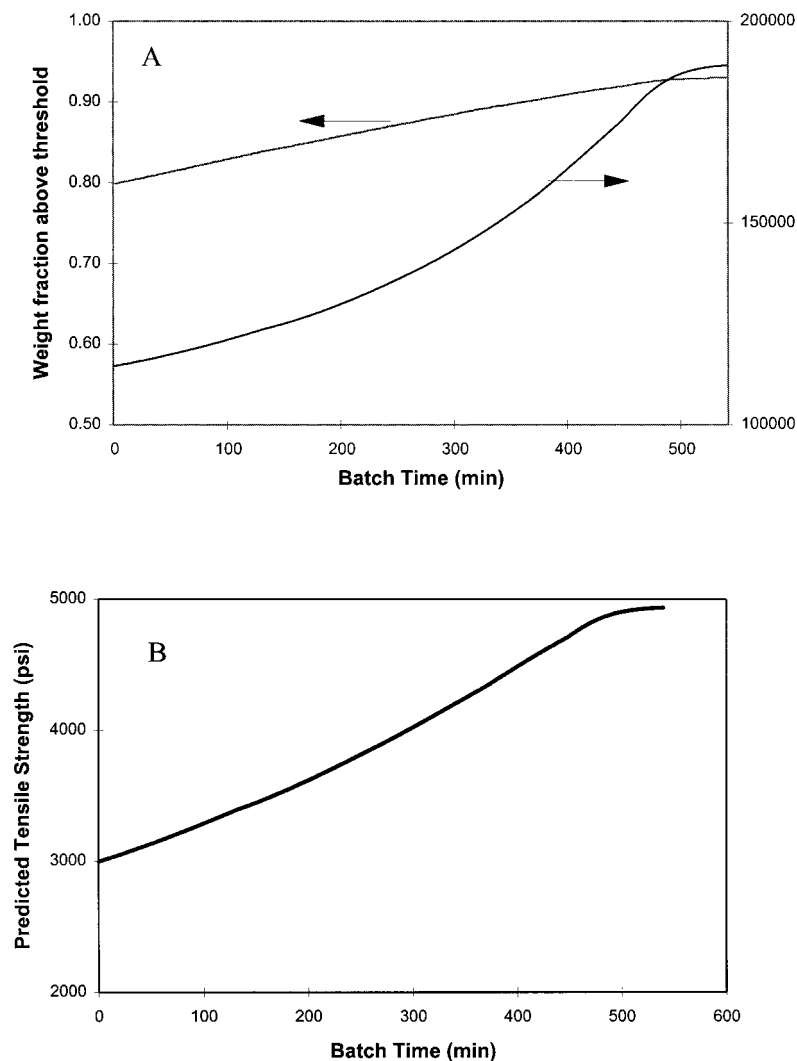 A
1.00
0.90
0.80
0.70
0.60
0.50
Weight fraction above threshold
200000
150000
100000
0 100 200 300 400 500
Batch Time (min)
B
5000
4000
3000
2000
Predicted Tensile Strength (psi)
0 100 200 300 400 500 600
Batch Time (min)